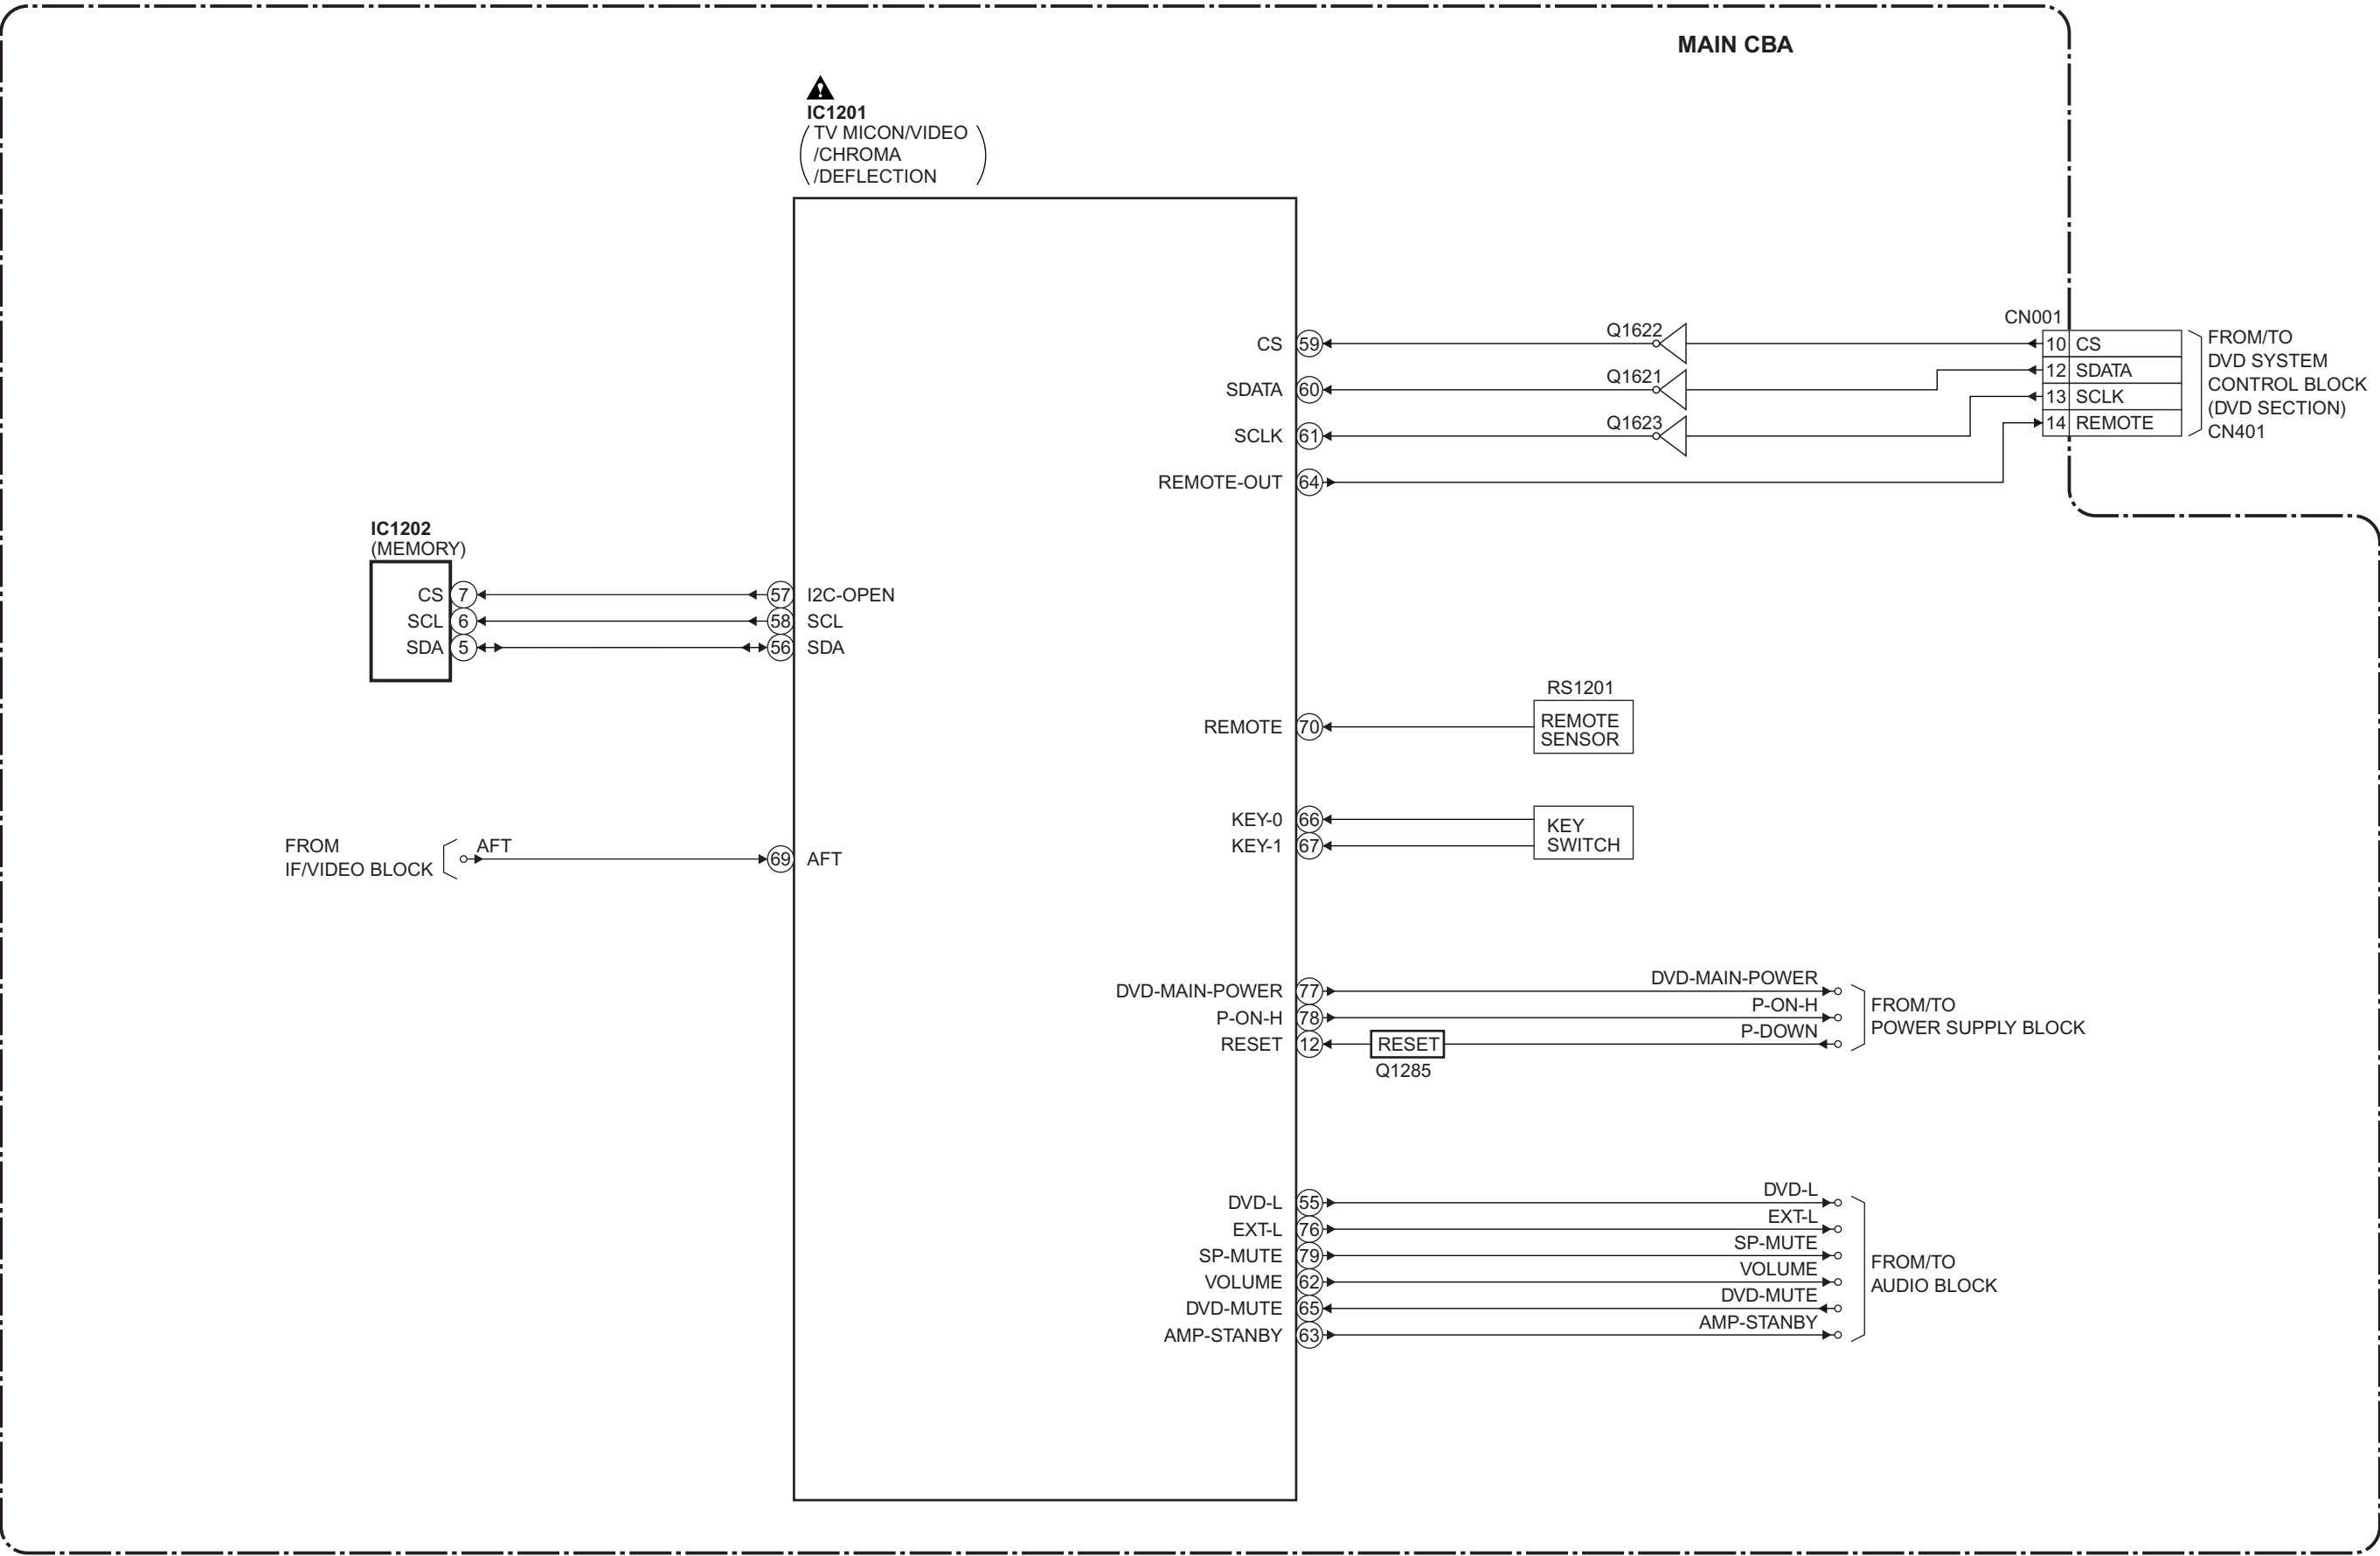 MAIN CBA
IC1201
TV MICON/VIDEO
/CHROMA
/DEFLECTION
CS 59
Q1622
SDATA 60
Q1621
SCLK 61
Q1623
REMOTE-OUT 64
CN001
10 CS
12 SDATA
13 SCLK
14 REMOTE
FROM/TO
DVD SYSTEM
CONTROL BLOCK
(DVD SECTION)
CN401
IC1202
(MEMORY)
CS 7
SCL 6
SDA 5
57 I2C-OPEN
58 SCL
56 SDA
REMOTE 70
RS1201
REMOTE
SENSOR
KEY-0 66
KEY-1 67
KEY
SWITCH
FROM
IF/VIDEO BLOCK
AFT
69 AFT
DVD-MAIN-POWER 77
P-ON-H 78
RESET 12
RESET
Q1285
DVD-MAIN-POWER
P-ON-H
P-DOWN
FROM/TO
POWER SUPPLY BLOCK
DVD-L 55
EXT-L 76
SP-MUTE 79
VOLUME 62
DVD-MUTE 65
AMP-STANBY 63
DVD-L
EXT-L
SP-MUTE
VOLUME
DVD-MUTE
AMP-STANBY
FROM/TO
AUDIO BLOCK